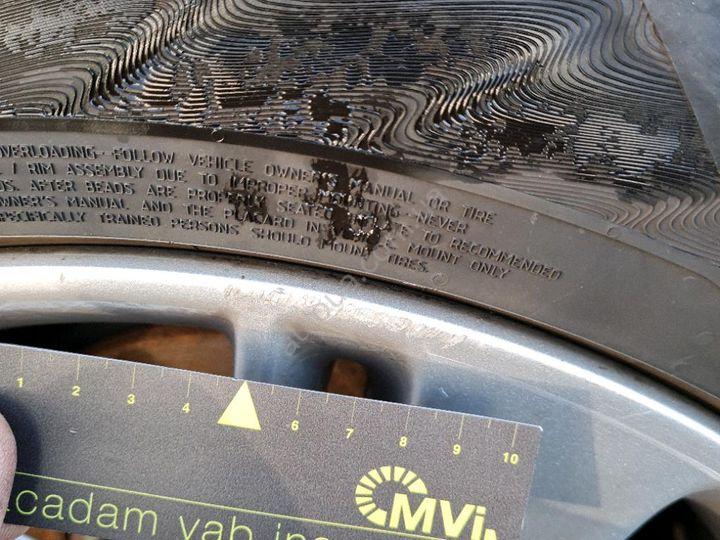 OVERLOADING- FOLLOW VEHICLE OWNER'S MANUAL OR TIRE
/ RIM ASSEMBLY DUE TO IMPROPER MOUNTING- NEVER
AFTER BEADS ARE PROPERLY SEATED TO RECOMMENDED
OWNER'S MANUAL AND THE PLACARD IN MOUNT ONLY
SPECIFICALLY TRAINED PERSONS SHOULD MOUNT TIRES.
1 2 3 4 6 7 8 9 10
cadam vab
CMVi